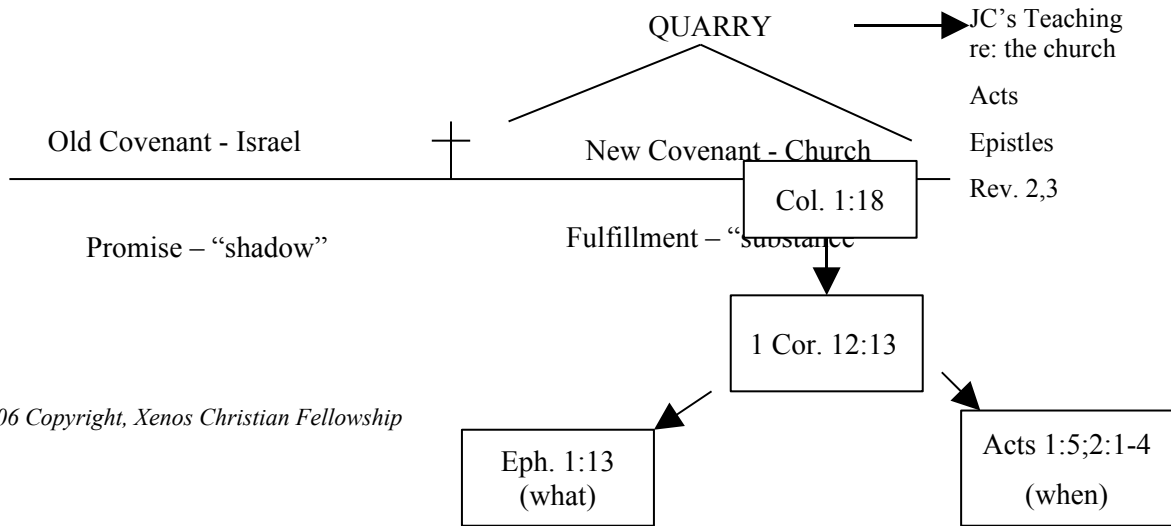 QUARRY
JC’s Teaching
re: the church
Acts
Epistles
Rev. 2,3
Old Covenant - Israel
New Covenant - Church
Col. 1:18
Promise – “shadow”
Fulfillment – “substance
1 Cor. 12:13
06 Copyright, Xenos Christian Fellowship
Eph. 1:13
(what)
Acts 1:5;2:1-4
(when)